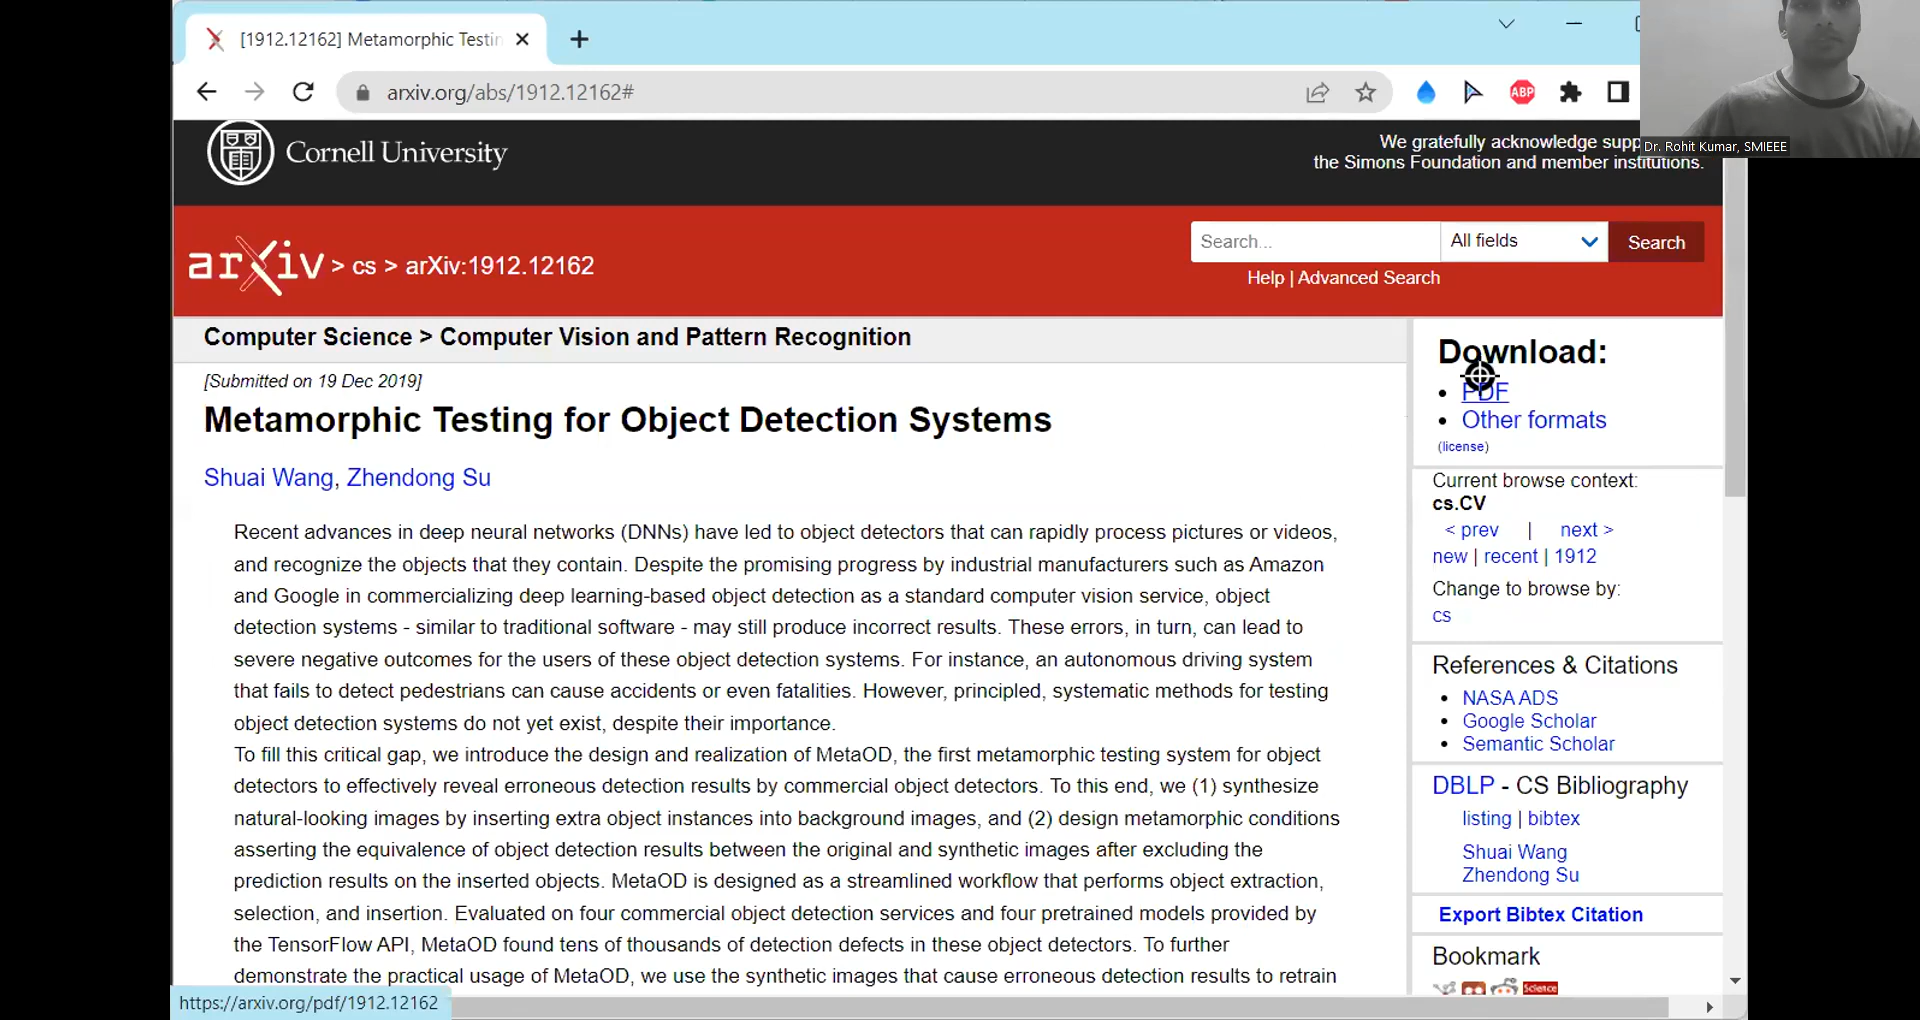 [1912.12162] Metamorphic Testin
arxiv.org/abs/1912.12162#
ABP
Dr. Rohit Kumar, SMIEEE
Cornell University
We gratefully acknowledge supp
the Simons Foundation and member institutions.
arXiv > cs > arXiv:1912.12162
Search...
All fields
Search
Help | Advanced Search
Computer Science > Computer Vision and Pattern Recognition
[Submitted on 19 Dec 2019]
Metamorphic Testing for Object Detection Systems
Shuai Wang, Zhendong Su
Recent advances in deep neural networks (DNNs) have led to object detectors that can rapidly process pictures or videos,
and recognize the objects that they contain. Despite the promising progress by industrial manufacturers such as Amazon
and Google in commercializing deep learning-based object detection as a standard computer vision service, object
detection systems - similar to traditional software - may still produce incorrect results. These errors, in turn, can lead to
severe negative outcomes for the users of these object detection systems. For instance, an autonomous driving system
that fails to detect pedestrians can cause accidents or even fatalities. However, principled, systematic methods for testing
object detection systems do not yet exist, despite their importance.
To fill this critical gap, we introduce the design and realization of MetaOD, the first metamorphic testing system for object
detectors to effectively reveal erroneous detection results by commercial object detectors. To this end, we (1) synthesize
natural-looking images by inserting extra object instances into background images, and (2) design metamorphic conditions
asserting the equivalence of object detection results between the original and synthetic images after excluding the
prediction results on the inserted objects. MetaOD is designed as a streamlined workflow that performs object extraction,
selection, and insertion. Evaluated on four commercial object detection services and four pretrained models provided by
the TensorFlow API, MetaOD found tens of thousands of detection defects in these object detectors. To further
demonstrate the practical usage of MetaOD, we use the synthetic images that cause erroneous detection results to retrain
Download:
PDF
Other formats
(license)
Current browse context:
cs.CV
< prev | next >
new | recent | 1912
Change to browse by:
cs
References & Citations
NASA ADS
Google Scholar
Semantic Scholar
DBLP - CS Bibliography
listing | bibtex
Shuai Wang
Zhendong Su
Export Bibtex Citation
Bookmark
Science
https://arxiv.org/pdf/1912.12162